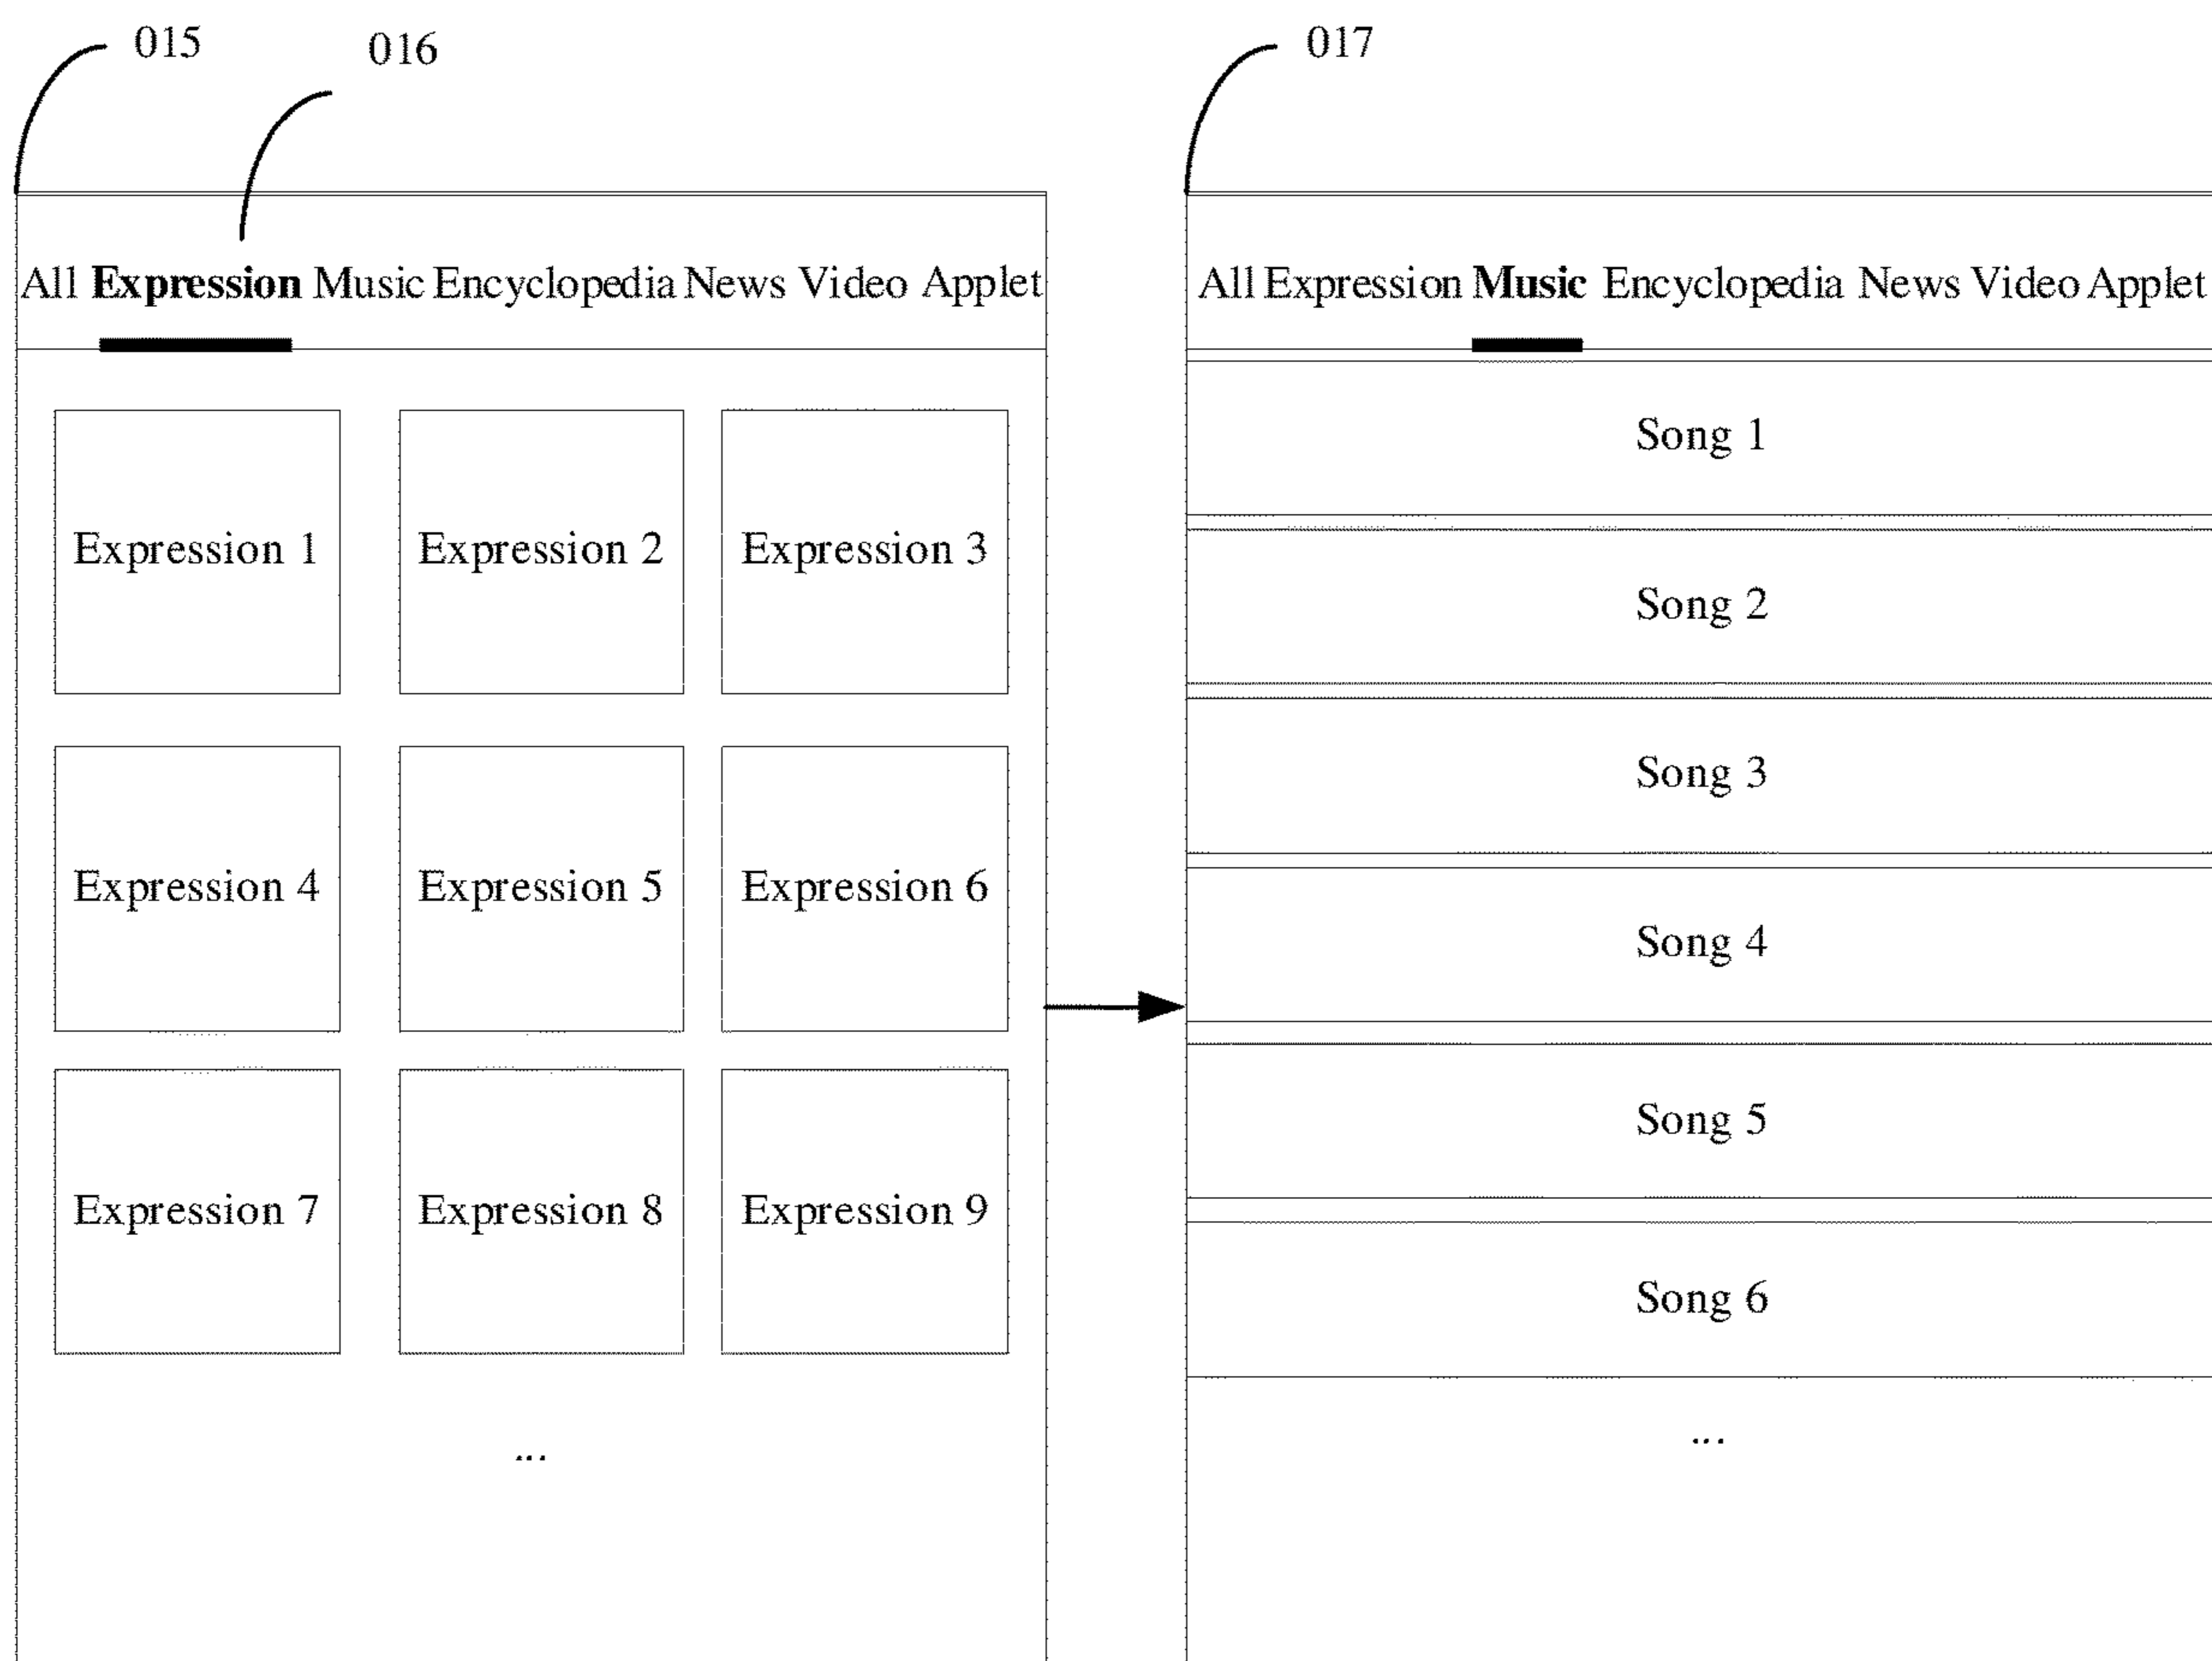 015
016
017
All Expression Music Encyclopedia News Video Applet
Expression 1 Expression 2 Expression 3
Expression 4 Expression 5 Expression 6
Expression 7 Expression 8 Expression 9
...
All Expression Music Encyclopedia News Video Applet
Song 1
Song 2
Song 3
Song 4
Song 5
Song 6
...